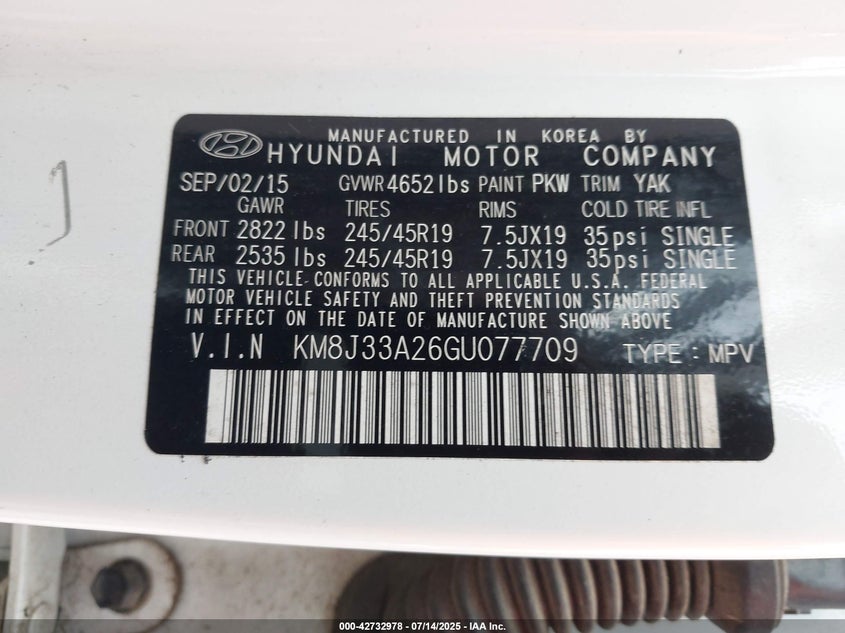 MANUFACTURED IN KOREA BY
HYUNDAI MOTOR COMPANY
SEP/02/15 GVWR 4652 lbs PAINT PKW TRIM YAK
GAWR TIRES RIMS COLD TIRE INFL
FRONT 2822 lbs 245/45R19 7.5JX19 35psi SINGLE
REAR 2535 lbs 245/45R19 7.5JX19 35psi SINGLE
THIS VEHICLE CONFORMS TO ALL APPLICABLE U.S.A. FEDERAL
MOTOR VEHICLE SAFETY AND THEFT PREVENTION STANDARDS
IN EFFECT ON THE DATE OF MANUFACTURE SHOWN ABOVE
V.I.N KM8J33A26GU077709 TYPE : MPV
000-42732978 - 07/14/2025 - IAA Inc.